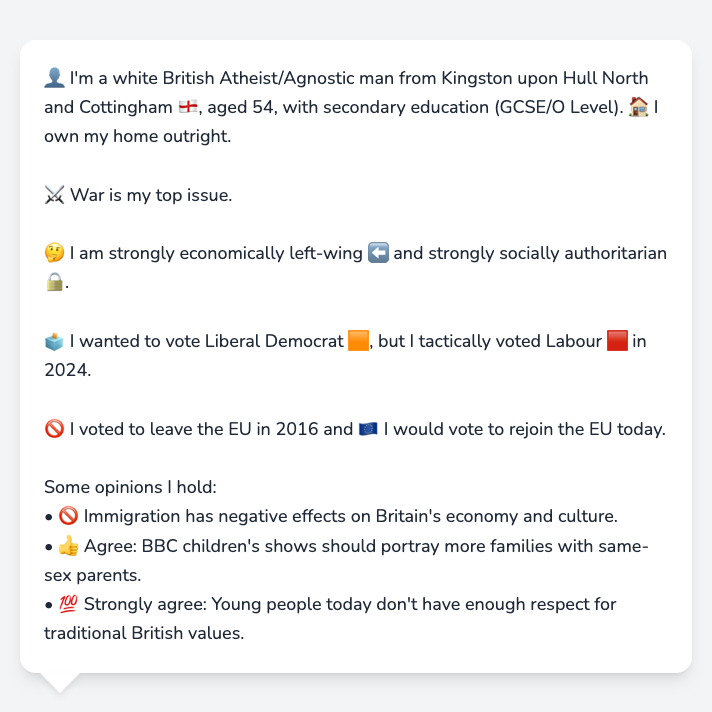 👤 I'm a white British Atheist/Agnostic man from Kingston upon Hull North
and Cottingham 🏴󠁧󠁢󠁥󠁮󠁧󠁿, aged 54, with secondary education (GCSE/O Level). 🏠 I
own my home outright.
⚔️ War is my top issue.
🤔 I am strongly economically left-wing ⬅️ and strongly socially authoritarian
🔒.
🗳️ I wanted to vote Liberal Democrat 🟧, but I tactically voted Labour 🟥 in
2024.
🚫 I voted to leave the EU in 2016 and 🇪🇺 I would vote to rejoin the EU today.
Some opinions I hold:
• 🚫 Immigration has negative effects on Britain's economy and culture.
• 👍 Agree: BBC children's shows should portray more families with same-
sex parents.
• 💯 Strongly agree: Young people today don't have enough respect for
traditional British values.